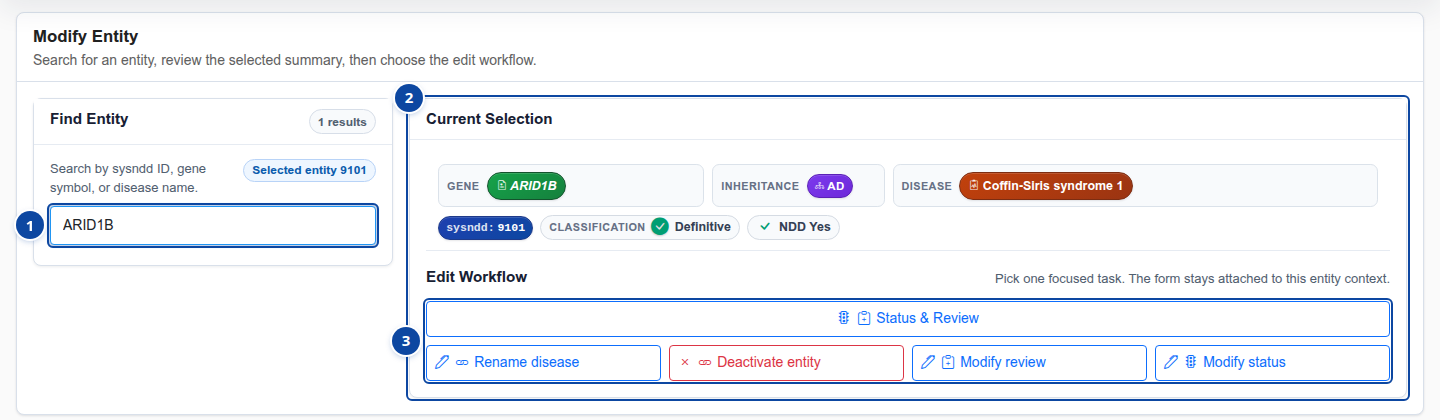 Modify Entity
Search for an entity, review the selected summary, then choose the edit workflow.
Find Entity
1 results
Search by sysndd ID, gene
symbol, or disease name.
Selected entity 9101
1
ARID1B
2
Current Selection
GENE ARID1B INHERITANCE AD DISEASE Coffin-Siris syndrome 1
sysndd: 9101 CLASSIFICATION Definitive NDD Yes
Edit Workflow Pick one focused task. The form stays attached to this entity context.
3
Status & Review
Rename disease Deactivate entity Modify review Modify status